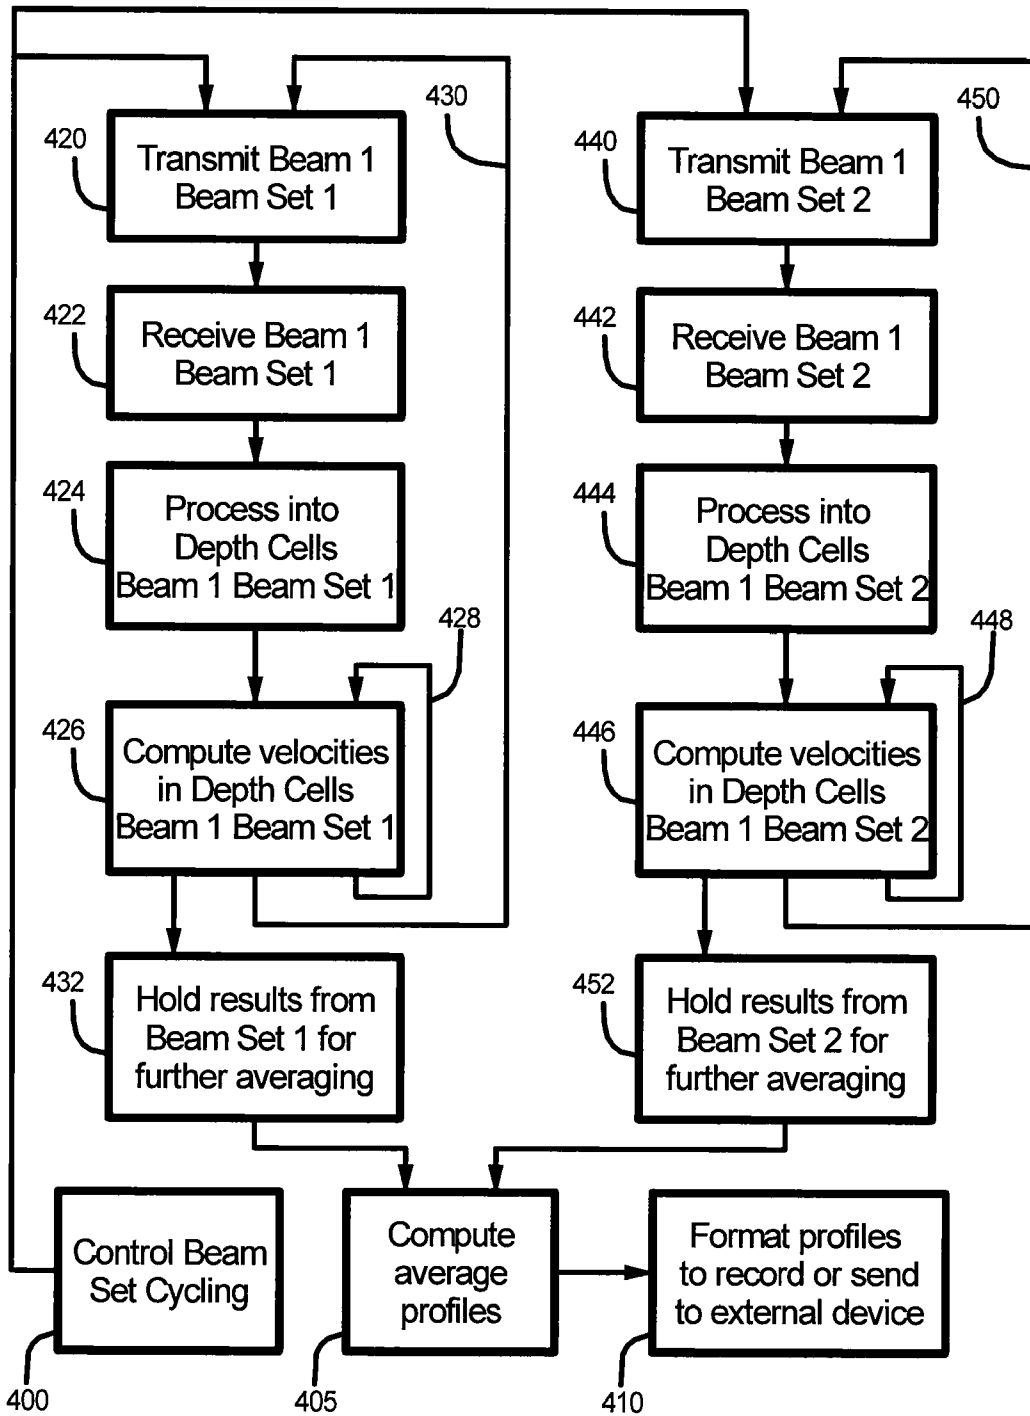 430
450
420
Transmit Beam 1
Beam Set 1
440
Transmit Beam 1
Beam Set 2
422
Receive Beam 1
Beam Set 1
442
Receive Beam 1
Beam Set 2
424
Process into
Depth Cells
Beam 1 Beam Set 1
444
Process into
Depth Cells
Beam 1 Beam Set 2
428
448
426
Compute velocities
in Depth Cells
Beam 1 Beam Set 1
446
Compute velocities
in Depth Cells
Beam 1 Beam Set 2
432
Hold results from
Beam Set 1 for
further averaging
452
Hold results from
Beam Set 2 for
further averaging
Control Beam
Set Cycling
Compute
average
profiles
Format profiles
to record or send
to external device
400
405
410